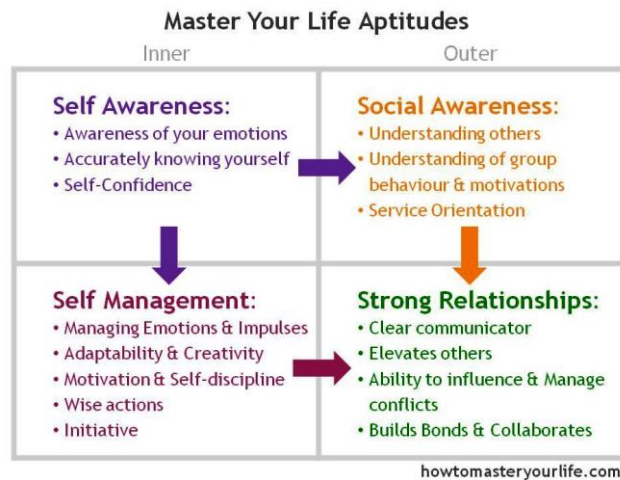 Master Your Life Aptitudes
Inner
Outer
Self Awareness:
• Awareness of your emotions
• Accurately knowing yourself
• Self-Confidence
Social Awareness:
• Understanding others
• Understanding of group
behaviour & motivations
• Service Orientation
Self Management:
• Managing Emotions & Impulses
• Adaptability & Creativity
• Motivation & Self-discipline
• Wise actions
• Initiative
Strong Relationships:
• Clear communicator
• Elevates others
• Ability to influence & Manage
conflicts
• Builds Bonds & Collaborates
howtomasteryourlife.com